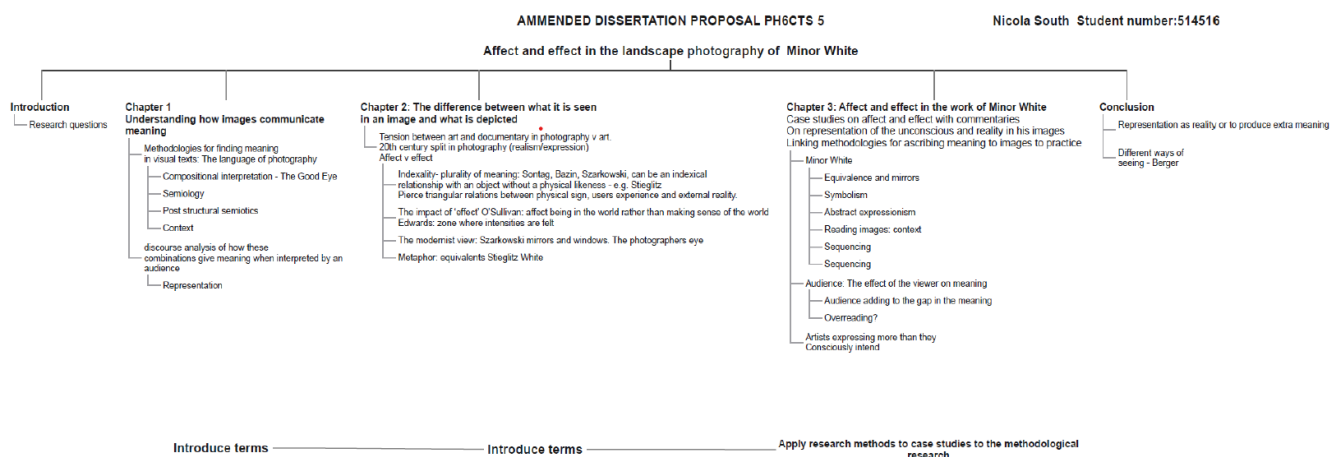 AMMENDED DISSERTATION PROPOSAL PH6CTS 5
Nicola South Student number:514516
Affect and effect in the landscape photography of Minor White
Introduction
Research questions
Chapter 1
Understanding how images communicate
meaning
Methodologies for finding meaning
in visual texts: The language of photography
Compositional interpretation - The Good Eye
Semiology
Post structural semiotics
Context
discourse analysis of how these
combinations give meaning when interpreted by an
audience
Representation
Chapter 2: The difference between what it is seen
in an image and what is depicted
Tension between art and documentary in photography v art.
20th century split in photography (realism/expression)
Affect v effect
Indexality- plurality of meaning: Sontag, Bazin, Szarkowski, can be an indexical
relationship with an object without a physical likeness - e.g. Stieglitz
Pierce triangular relations between physical sign, users experience and external reality.
The impact of 'effect' O'Sullivan: affect being in the world rather than making sense of the world
Edwards: zone where intensities are felt
The modernist view: Szarkowski mirrors and windows. The photographers eye
Metaphor: equivalents Stieglitz White
Chapter 3: Affect and effect in the work of Minor White
Case studies on affect and effect with commentaries
On representation of the unconscious and reality in his images
Linking methodologies for ascribing meaning to images to practice
Minor White
Equivalence and mirrors
Symbolism
Abstract expressionism
Reading images: context
Sequencing
Sequencing
Audience: The effect of the viewer on meaning
Audience adding to the gap in the meaning
Overreading?
Artists expressing more than they
Consciously intend
Conclusion
Representation as reality or to produce extra meaning
Different ways of
seeing - Berger
Introduce terms
Introduce terms
Apply research methods to case studies to the methodological
research